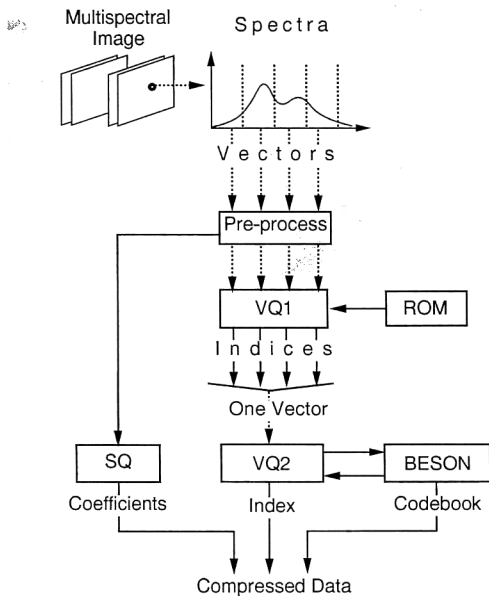 Multispectral
Image
Spectra
Vectors
Pre-process
VQ1
ROM
Indices
One Vector
SQ
VQ2
BESON
Coefficients
Index
Codebook
Compressed Data